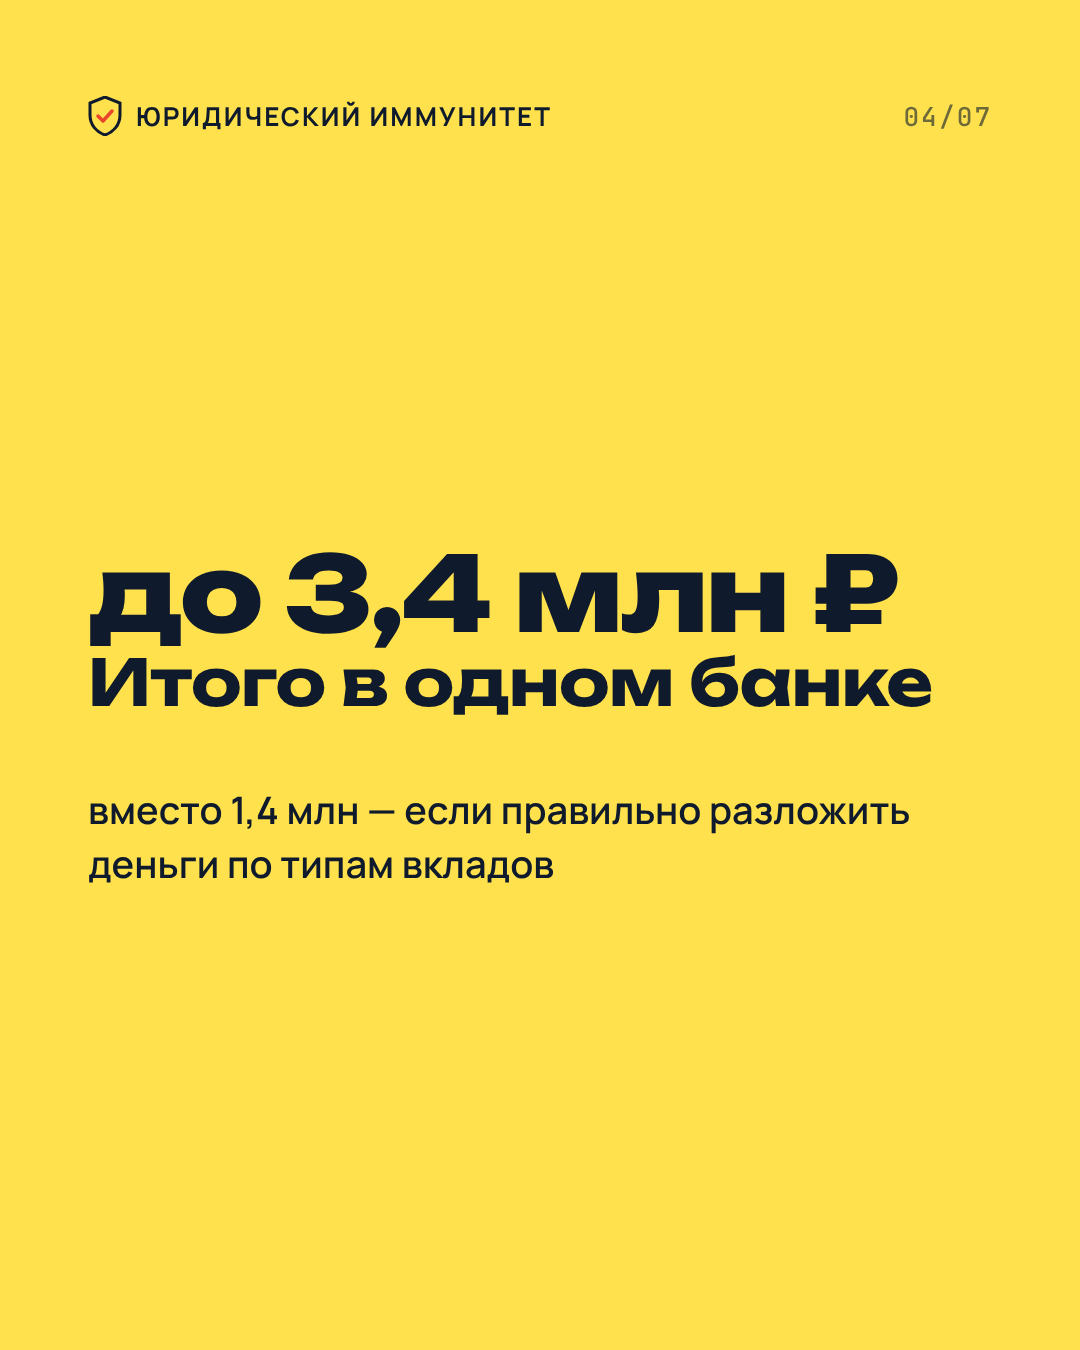 ЮРИДИЧЕСКИЙ ИММУНИТЕТ
04/07
до 3,4 млн ₽
Итого в одном банке
вместо 1,4 млн — если правильно разложить
деньги по типам вкладов